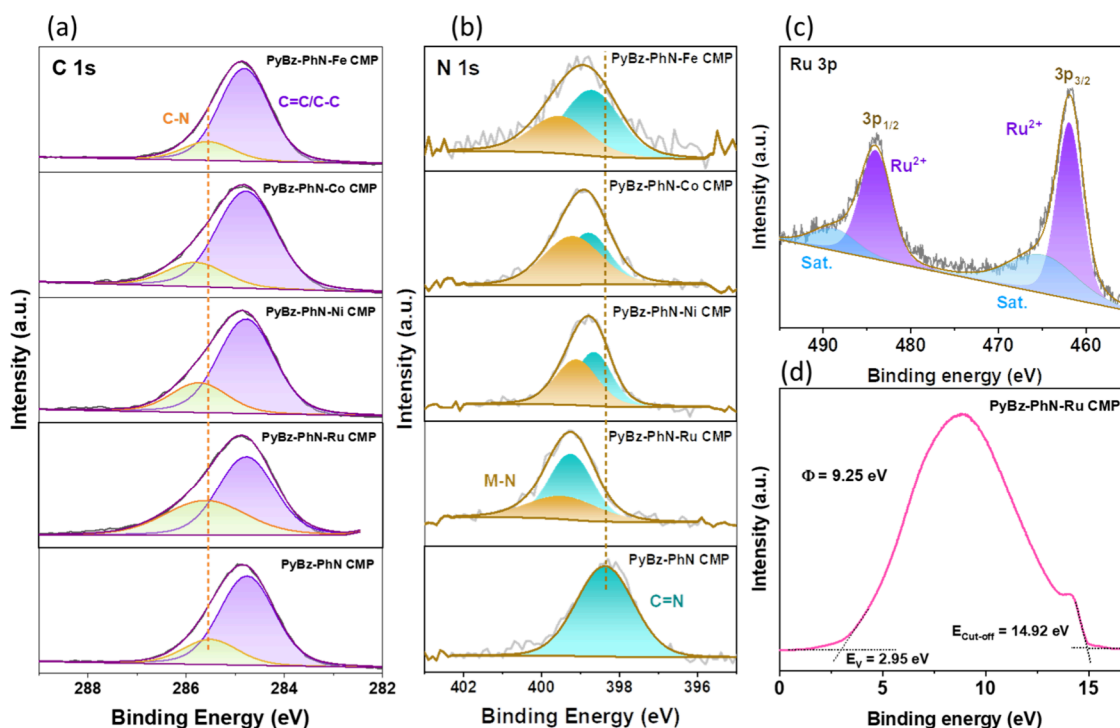 (a)
C 1s
PyBz-PhN-Fe CMP
C-N
C=C/C-C
PyBz-PhN-Co CMP
PyBz-PhN-Ni CMP
PyBz-PhN-Ru CMP
PyBz-PhN CMP
Intensity (a.u.)
288 286 284 282
Binding Energy (eV)
(b)
N 1s
PyBz-PhN-Fe CMP
PyBz-PhN-Co CMP
PyBz-PhN-Ni CMP
PyBz-PhN-Ru CMP
M-N
PyBz-PhN CMP
C=N
Intensity (a.u.)
402 400 398 396
Binding Energy (eV)
(c)
Ru 3p
3p3/2
3p1/2
Ru2+
Ru2+
Sat.
Sat.
Intensity (a.u.)
490 480 470 460
Binding energy (eV)
(d)
PyBz-PhN-Ru CMP
Φ = 9.25 eV
ECut-off = 14.92 eV
EV = 2.95 eV
Intensity (a.u.)
0 5 10 15
Binding energy (eV)